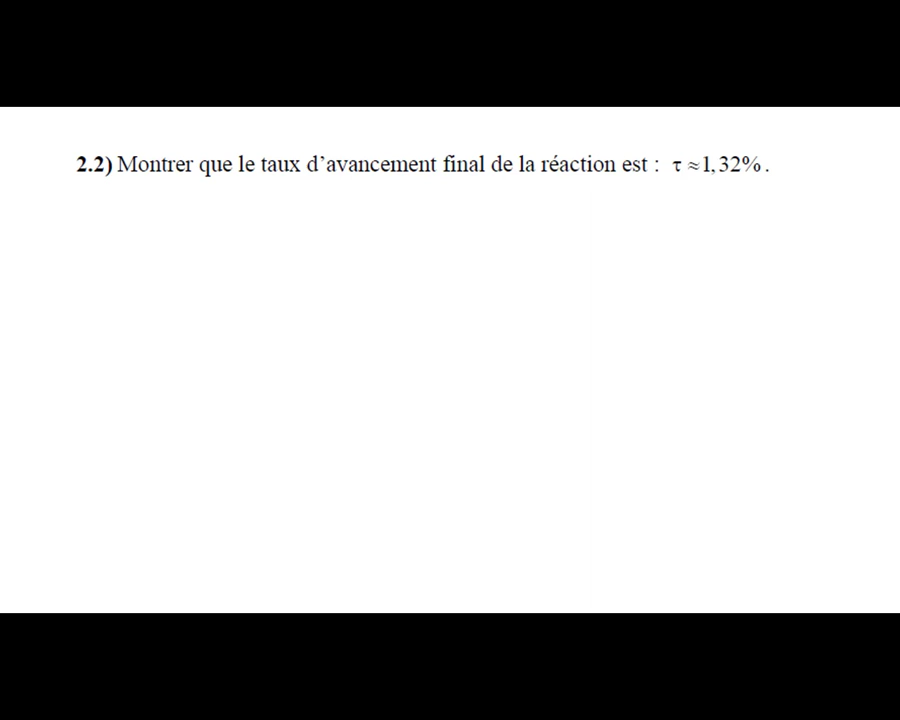 2.2) Montrer que le taux d’avancement final de la réaction est : τ ≈ 1,32% .